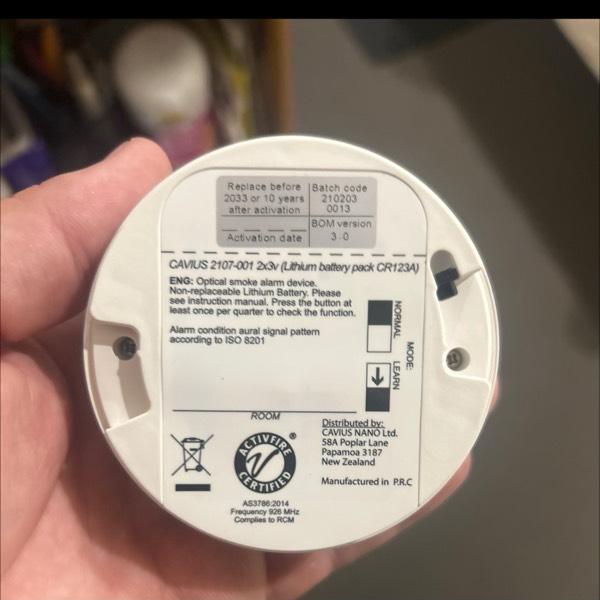 Replace before
2033 or 10 years
after activation
Activation date
Batch code
210203
0013
BOM version
3.0
CAVIUS 2107-001 2x3v (Lithium battery pack CR123A)
ENG: Optical smoke alarm device.
Non-replaceable Lithium Battery. Please
see instruction manual. Press the button at
least once per quarter to check the function.
Alarm condition aural signal pattern
according to ISO 8201
NORMAL
MODE:
LEARN
ROOM
ACTIVFIRE
®
CERTIFIED
AS3786:2014
Frequency 926 MHz
Complies to RCM
Distributed by:
CAVIUS NANO Ltd.
58A Poplar Lane
Papamoa 3187
New Zealand
Manufactured in P.R.C